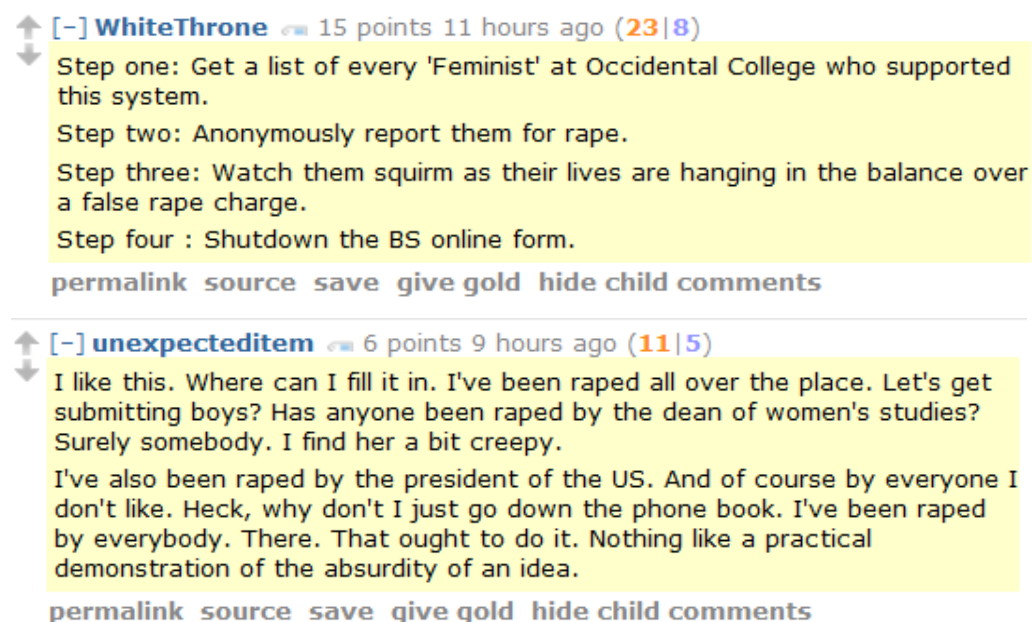 [−] WhiteThrone 15 points 11 hours ago (23|8)
Step one: Get a list of every 'Feminist' at Occidental College who supported
this system.
Step two: Anonymously report them for rape.
Step three: Watch them squirm as their lives are hanging in the balance over
a false rape charge.
Step four : Shutdown the BS online form.
permalink source save give gold hide child comments
[−] unexpecteditem 6 points 9 hours ago (11|5)
I like this. Where can I fill it in. I've been raped all over the place. Let's get
submitting boys? Has anyone been raped by the dean of women's studies?
Surely somebody. I find her a bit creepy.
I've also been raped by the president of the US. And of course by everyone I
don't like. Heck, why don't I just go down the phone book. I've been raped
by everybody. There. That ought to do it. Nothing like a practical
demonstration of the absurdity of an idea.
permalink source save give gold hide child comments